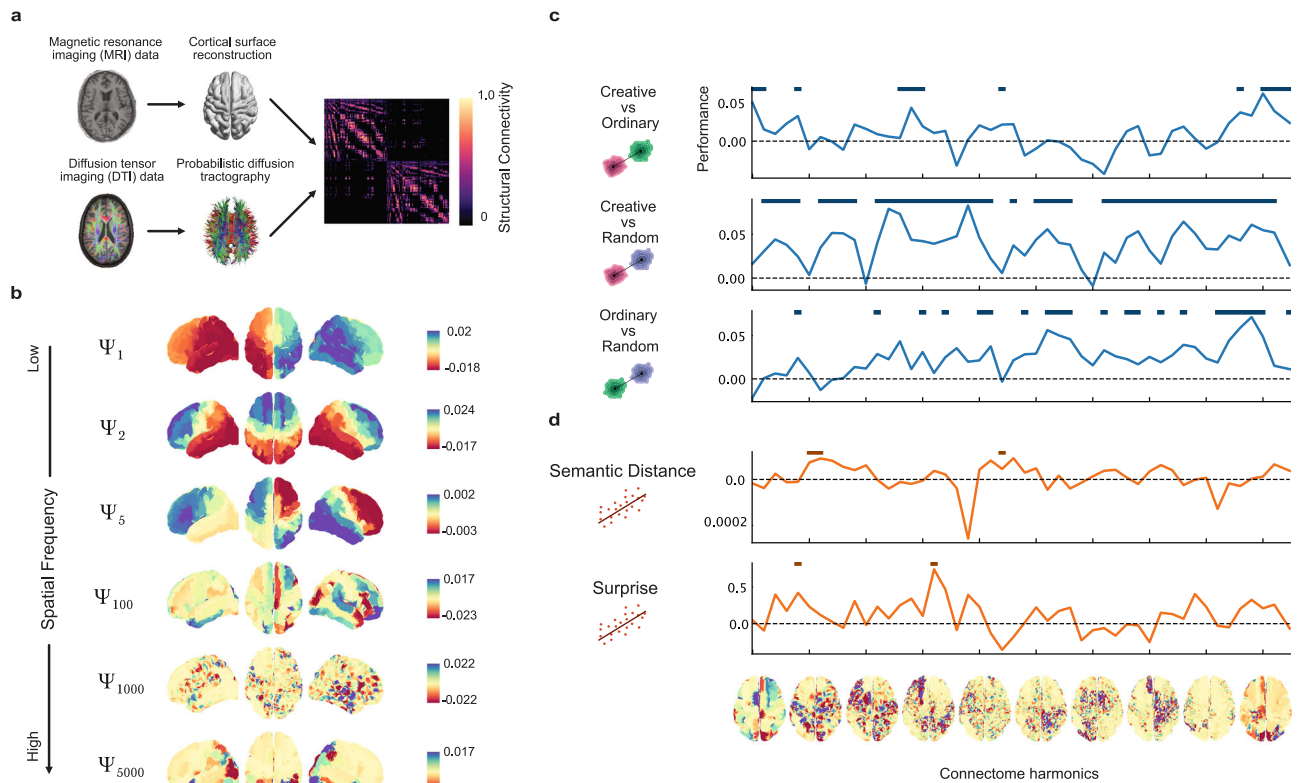 a
Magnetic resonance
imaging (MRI) data
Cortical surface
reconstruction
Diffusion tensor
imaging (DTI) data
Probabilistic diffusion
tractography
1.0
0
Structural Connectivity
b
Low
Spatial Frequency
High
Ψ1
0.02
-0.018
Ψ2
0.024
-0.017
Ψ5
0.002
-0.003
Ψ100
0.017
-0.023
Ψ1000
0.022
-0.022
Ψ5000
0.017
c
Creative
vs
Ordinary
Performance
0.05
0.00
Creative
vs
Random
0.05
0.00
Ordinary
vs
Random
0.05
0.00
d
Semantic Distance
0.0
0.0002
Surprise
0.5
0.0
Connectome harmonics